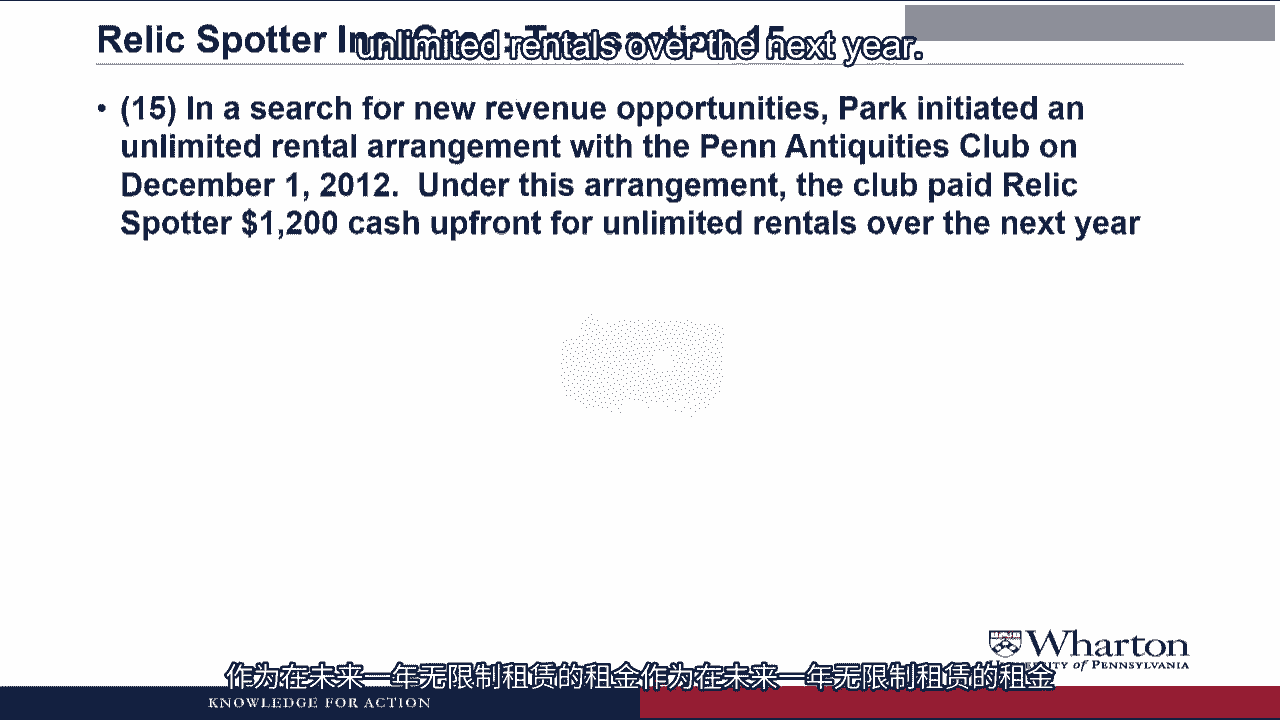 Relic Spotter Inc. Case: Transaction 15
unlimited rentals over the next year.
• (15) In a search for new revenue opportunities, Park initiated an
unlimited rental arrangement with the Penn Antiquities Club on
December 1, 2012. Under this arrangement, the club paid Relic
Spotter $1,200 cash upfront for unlimited rentals over the next year
Wharton
UNIVERSITY of PENNSYLVANIA
作为在未来一年无限制租赁的租金作为在未来一年无限制租赁的租金
KNOWLEDGE FOR ACTION